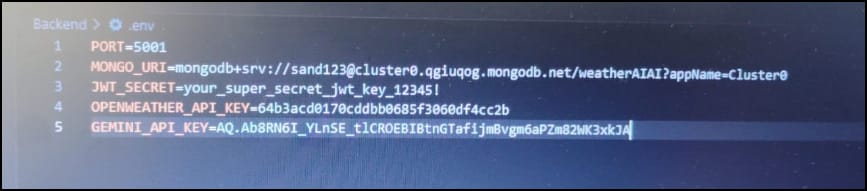 Backend > .env
1 PORT=5001
2 MONGO_URI=mongodb+srv://sand123@cluster0.qgiuqog.mongodb.net/weatherAIAI?appName=Cluster0
3 JWT_SECRET=your_super_secret_jwt_key_12345!
4 OPENWEATHER_API_KEY=64b3acd0170cddbb0685f3060df4cc2b
5 GEMINI_API_KEY=AQ.Ab8RN6I_YLnSE_tlCROEBIBtnGTafijmBvgm6aPZm82WK3xkJA